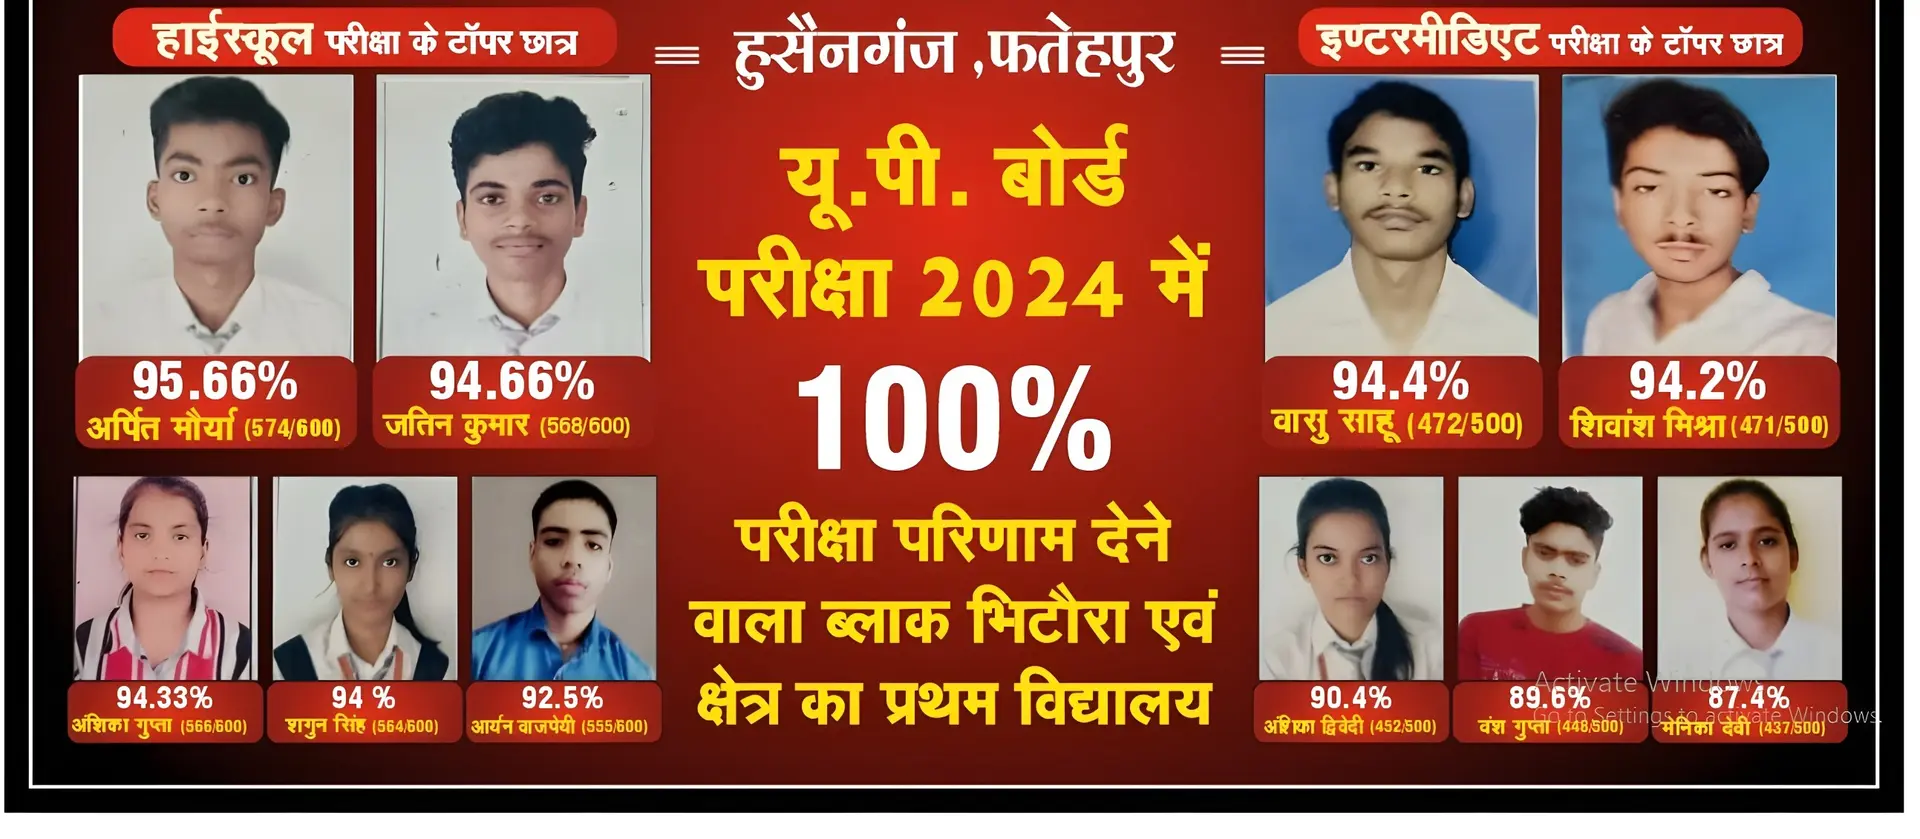 हाईस्कूल परीक्षा के टॉपर छात्र
95.66%
अर्पित मौर्या (574/600)
94.66%
जतिन कुमार (568/600)
94.33%
अंशिका गुप्ता (566/600)
94 %
शगुन सिंह (564/600)
92.5%
आर्यन वाजपेयी (555/600)
हुसैनगंज ,फतेहपुर
यू.पी. बोर्ड
परीक्षा 2024 में
100%
परीक्षा परिणाम देने
वाला ब्लाक भिटौरा एवं
क्षेत्र का प्रथम विद्यालय
इण्टरमीडिएट परीक्षा के टॉपर छात्र
94.4%
वासु साहू (472/500)
94.2%
शिवांश मिश्रा (471/500)
90.4%
अंशिका द्विवेदी (452/500)
89.6%
वंश गुप्ता (448/500)
87.4%
मेनिका देवी (437/500)
Activate Windows
Go to Settings to activate Windows.